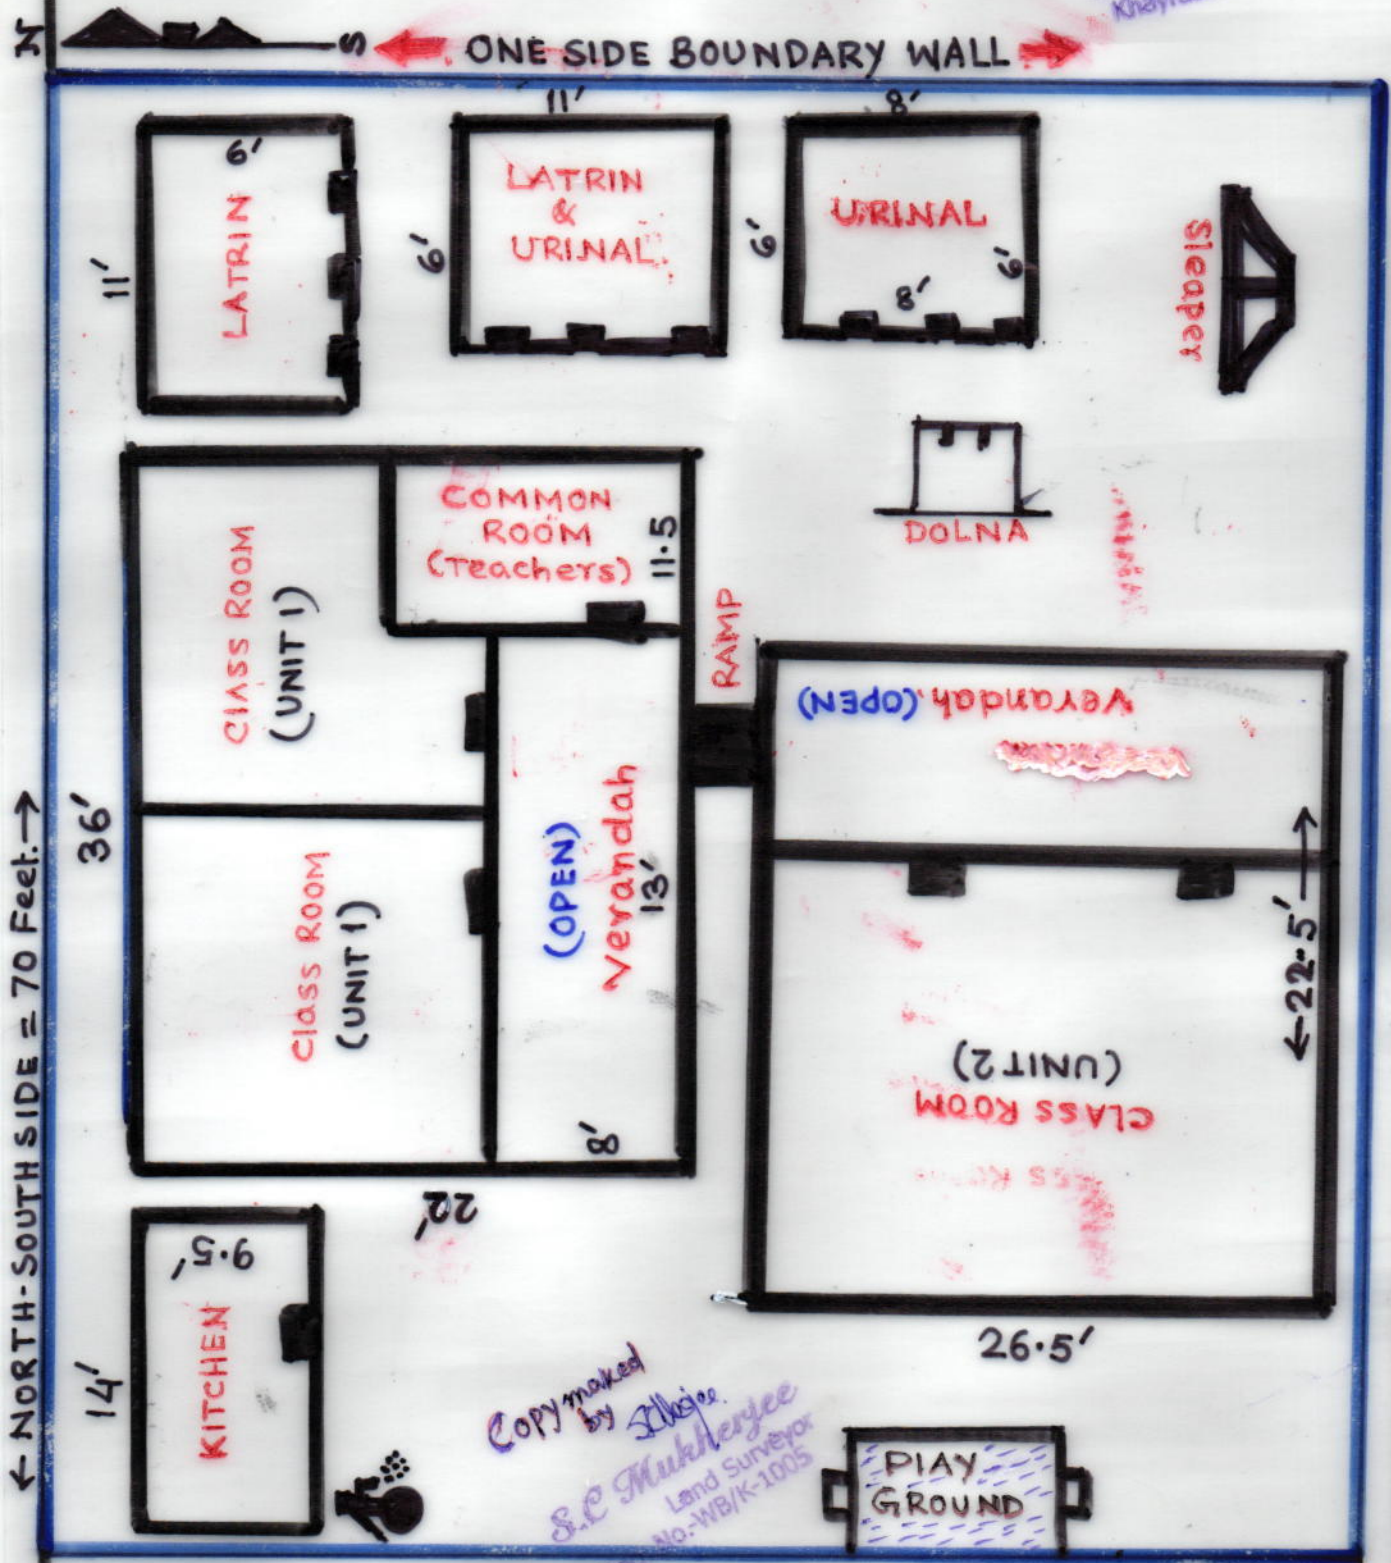 N
S
ONE SIDE BOUNDARY WALL
11'
8'
6'
LATRIN
11'
LATRIN
&
URINAL
6'
URINAL
6'
6'
8'
Sleaper
DOLNA
COMMON
ROOM
(Teachers)
11.5
ClASS ROOM
(UNIT 1)
RAMP
Verandah.(OPEN)
36'
Class ROOM
(UNIT 1)
(OPEN)
Verandah
13'
8'
←22.5'→
CLASS ROOM
(UNIT 2)
22'
← NORTH-SOUTH SIDE = 70 Feet.→
9.5'
KITCHEN
14'
26.5'
COPY maked
by
S.C Mukherjee
Land Surveyor
No.-WB/K-1005
PlAY
GROUND